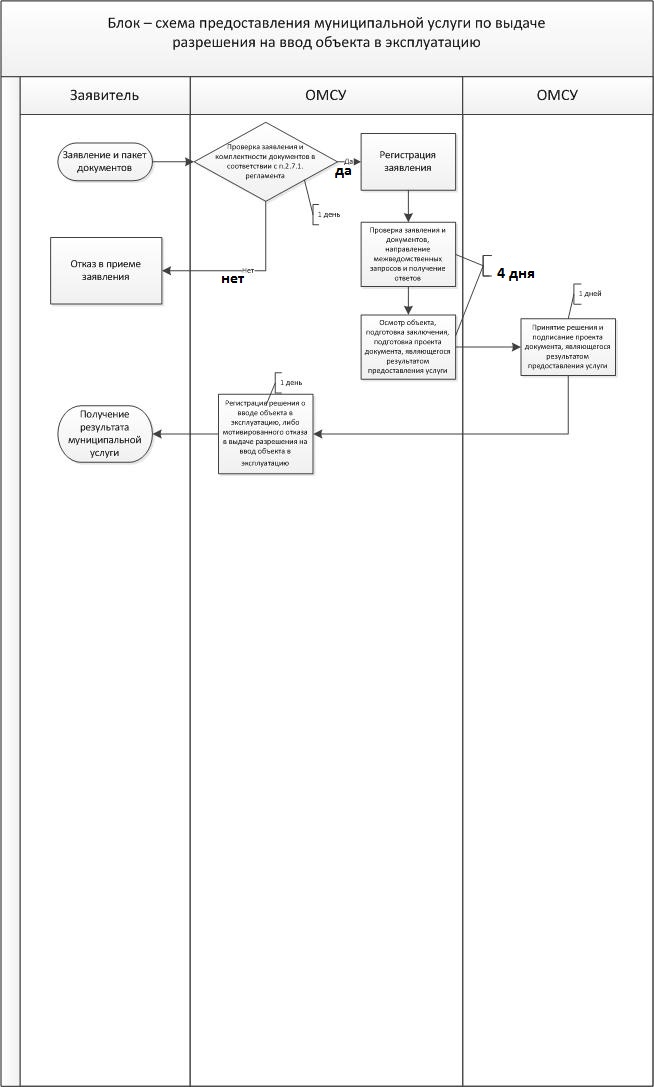 Блок – схема предоставления муниципальной услуги по выдаче
разрешения на ввод объекта в эксплуатацию
Заявитель
ОМСУ
ОМСУ
Заявление и пакет
документов
Проверка заявления и
комплектности документов в
соответствии с п.2.7.1.
регламента
Да
да
Регистрация
заявления
1 день
Отказ в приеме
заявления
Нет
нет
Проверка заявления и
документов,
направление
межведомственных
запросов и получение
ответов
4 дня
1 дней
Осмотр объекта,
подготовка заключения,
подготовка проекта
документа, являющегося
результатом
предоставления услуги
Принятие решения и
подписание проекта
документа, являющегося
результатом
предоставления услуги
1 день
Регистрация решения о
вводе объекта в
эксплуатацию, либо
мотивированного отказа
в выдаче разрешения на
ввод объекта в
эксплуатацию
Получение
результата
муниципальной
услуги